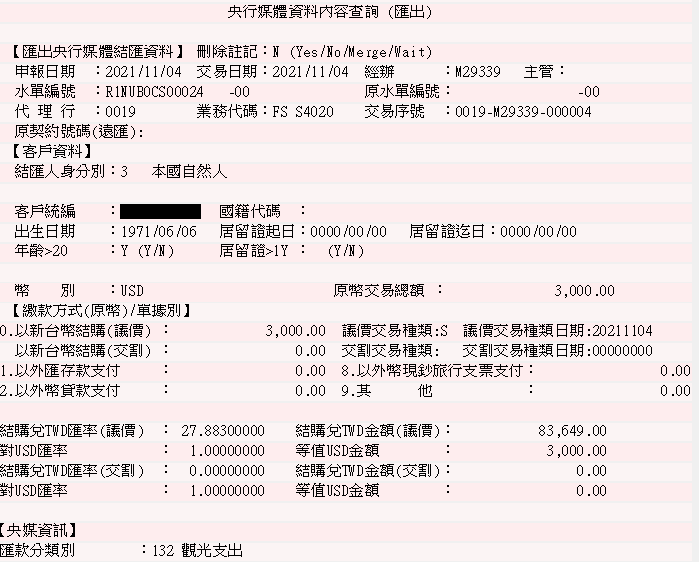 央行媒體資料內容查詢 (匯出)
【匯出央行媒體結匯資料】 刪除註記:N (Yes/No/Merge/Wait)
申報日期 :2021/11/04 交易日期:2021/11/04 經辦 :M29339 主管:
水單編號 :R1NUBOCS00024 -00 原水單編號: -00
代 理 行 :0019 業務代碼:FS S4020 交易序號 :0019-M29339-000004
原契約號碼(遠匯):
【客戶資料】
結匯人身分別:3 本國自然人
客戶統編 : 國籍代碼 :
出生日期 :1971/06/06 居留證起日:0000/00/00 居留證迄日:0000/00/00
年齡>20 :Y (Y/N) 居留證>1Y : (Y/N)
幣 別 :USD 原幣交易總額 : 3,000.00
【繳款方式(原幣)/單據別】
0.以新台幣結購(議價) : 3,000.00 議價交易種類:S 議價交易種類日期:20211104
以新台幣結購(交割) : 0.00 交割交易種類: 交割交易種類日期:00000000
1.以外匯存款支付 : 0.00 8.以外幣現鈔旅行支票支付: 0.00
2.以外幣貸款支付 : 0.00 9.其 他 : 0.00
結購兌TWD匯率(議價) : 27.88300000 結購兌TWD金額(議價): 83,649.00
對USD匯率 : 1.00000000 等值USD金額 : 3,000.00
結購兌TWD匯率(交割) : 0.00000000 結購兌TWD金額(交割): 0.00
對USD匯率 : 1.00000000 等值USD金額 : 0.00
【央媒資訊】
匯款分類別 :132 觀光支出